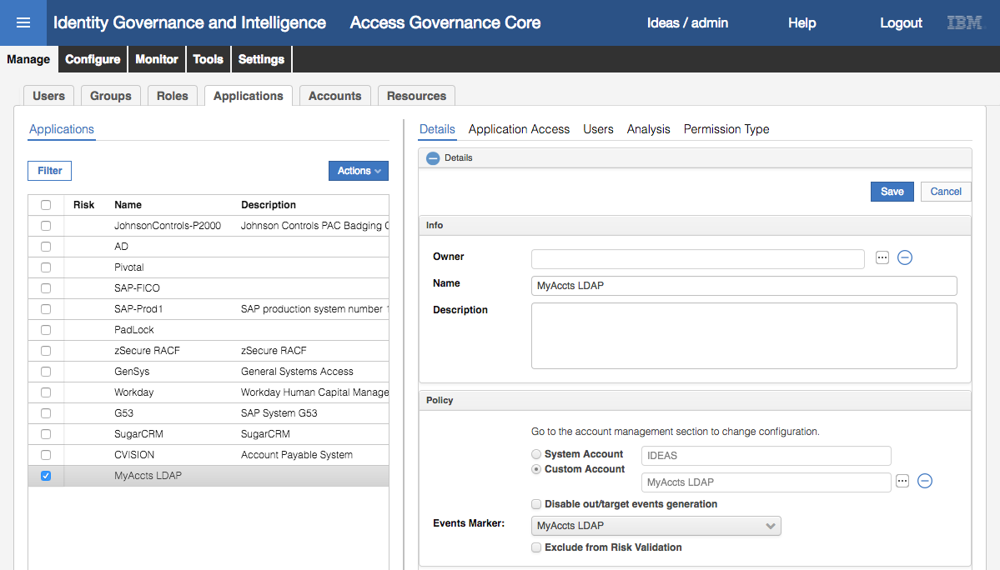 Identity Governance and Intelligence Access Governance Core Ideas / admin Help Logout IBM
Manage Configure Monitor Tools Settings
Users Groups Roles Applications Accounts Resources
Applications
Filter
Actions
Risk Name Description
JohnsonControls-P2000 Johnson Controls PAC Badging
AD
Pivotal
SAP-FICO
SAP-Prod1 SAP production system number
PadLock
zSecure RACF zSecure RACF
GenSys General Systems Access
Workday Workday Human Capital Manage
G53 SAP System G53
SugarCRM SugarCRM
CVISION Account Payable System
MyAccts LDAP
Details Application Access Users Analysis Permission Type
Details
Save Cancel
Info
Owner
Name MyAccts LDAP
Description
Policy
Go to the account management section to change configuration.
System Account IDEAS
Custom Account
MyAccts LDAP
Disable out/target events generation
Events Marker: MyAccts LDAP
Exclude from Risk Validation